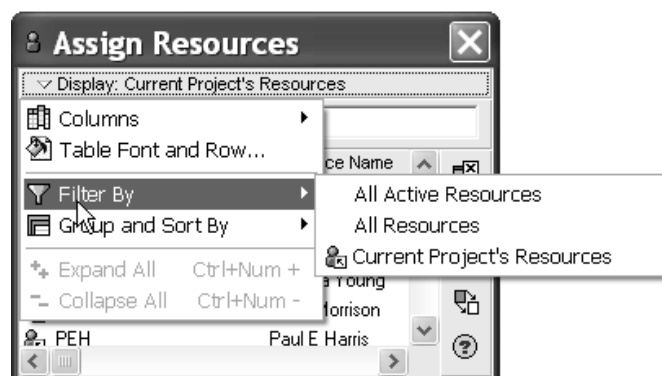 Assign Resources
Display: Current Project's Resources
Columns
Table Font and Row...
ce Name
Filter By
All Active Resources
Group and Sort By
All Resources
Current Project's Resources
Expand All Ctrl+Num +
a Young
Collapse All Ctrl+Num -
Morrison
PEH Paul E Harris